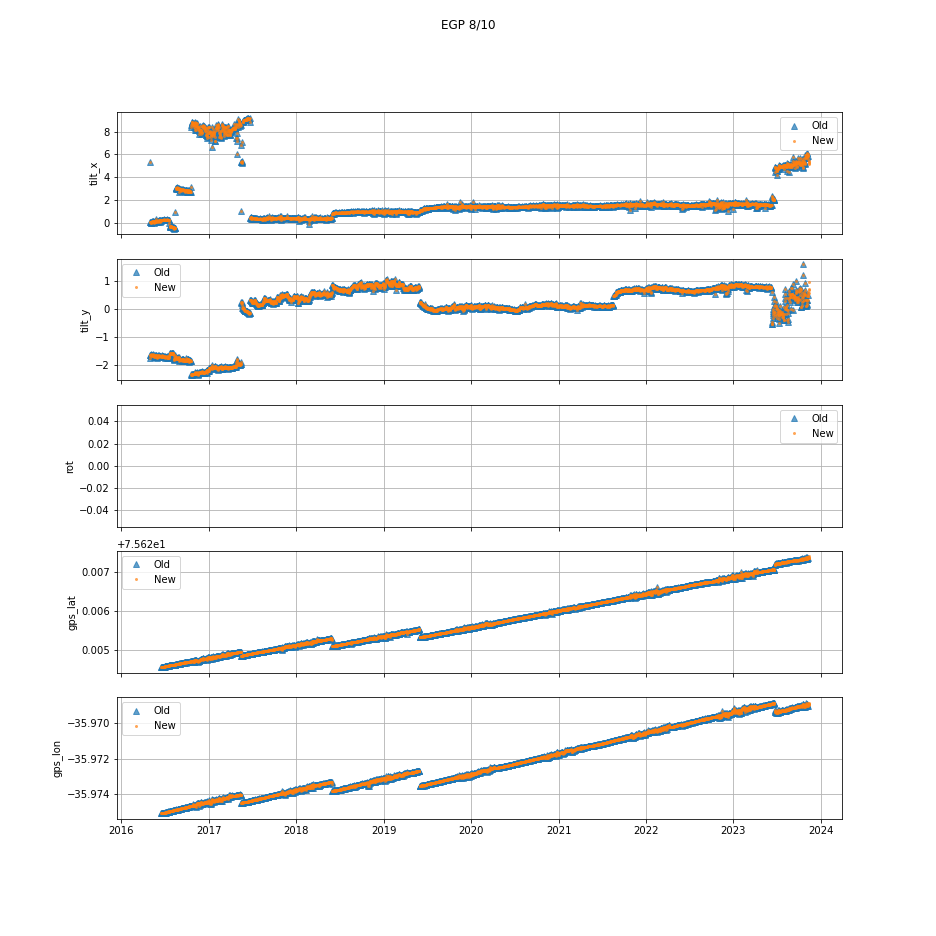 EGP 8/10
8
6
4
2
0
tilt_x
Old
New
1
0
−1
−2
tilt_y
Old
New
0.04
0.02
0.00
−0.02
−0.04
rot
Old
New
+7.562e1
0.007
0.006
0.005
gps_lat
Old
New
−35.970
−35.972
−35.974
gps_lon
Old
New
2016 2017 2018 2019 2020 2021 2022 2023 2024